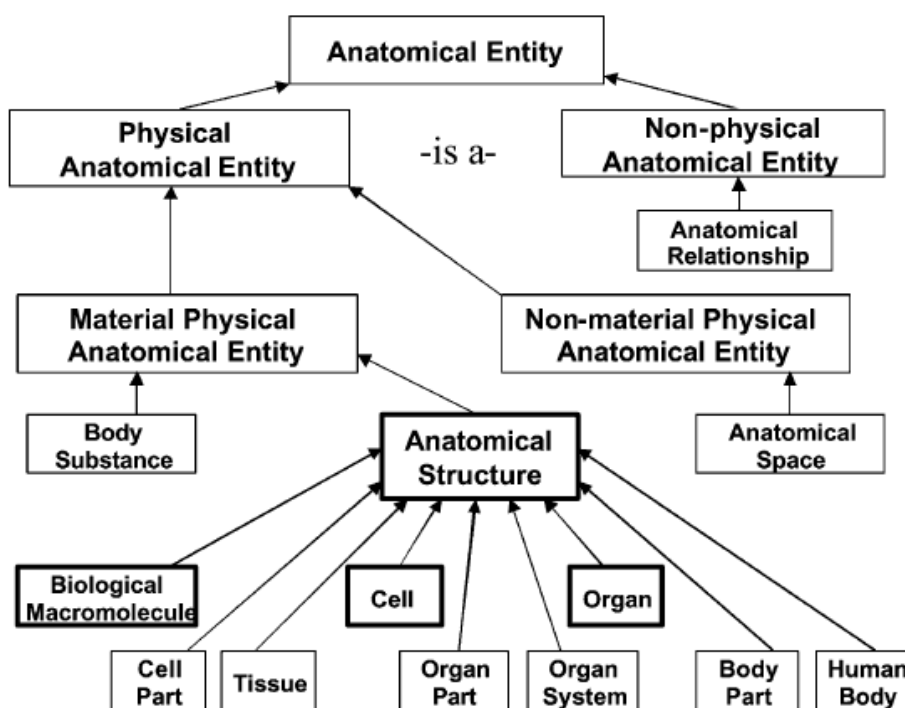 Anatomical Entity
Physical
Anatomical Entity
-is a-
Non-physical
Anatomical Entity
Anatomical
Relationship
Material Physical
Anatomical Entity
Non-material Physical
Anatomical Entity
Body
Substance
Anatomical
Structure
Anatomical
Space
Biological
Macromolecule
Cell
Organ
Cell
Part
Tissue
Organ
Part
Organ
System
Body
Part
Human
Body